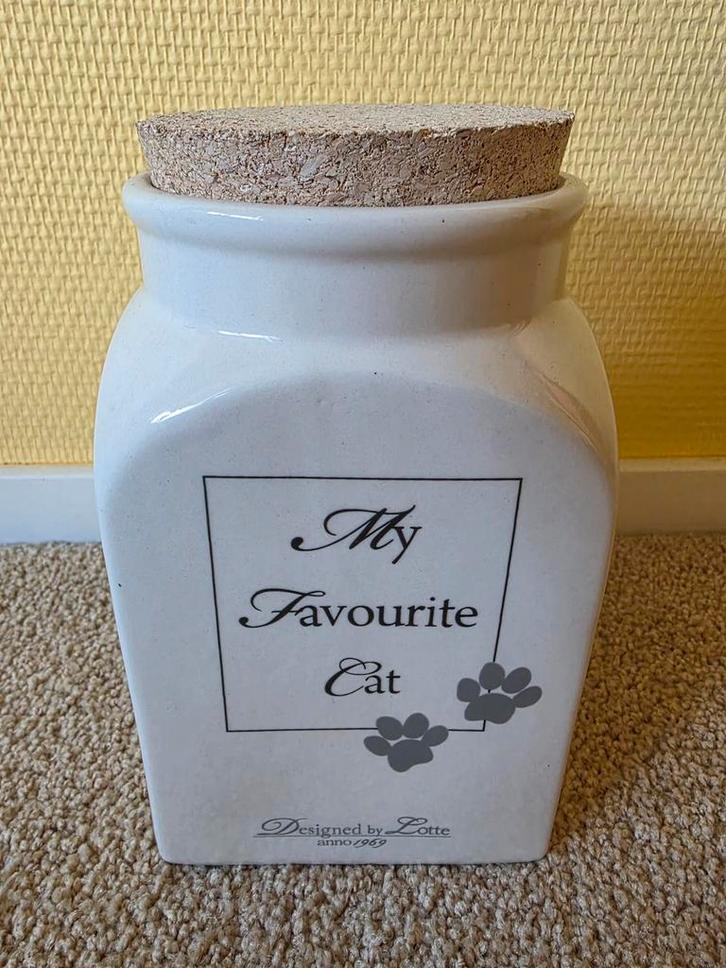 My
Favourite
Cat
Designed by Lotte
anno 1969